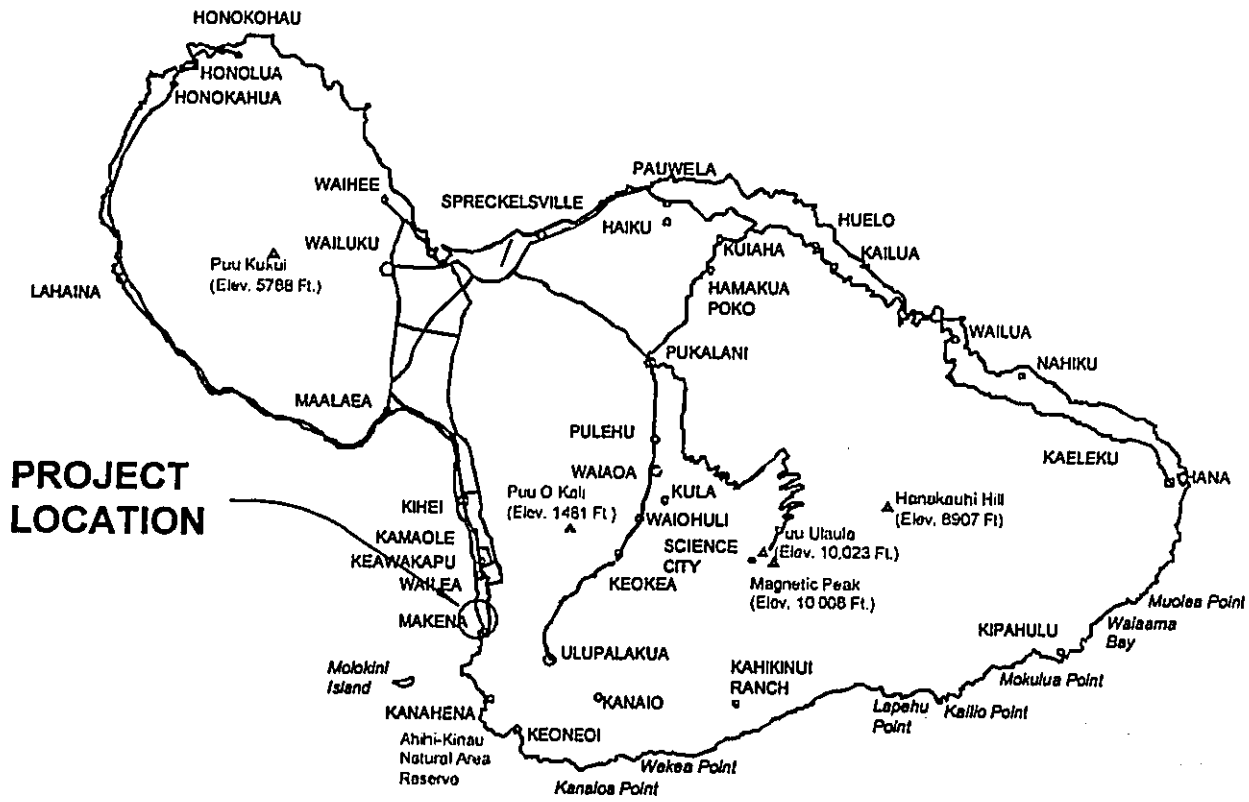 HONOKOHAU
HONOLUA
HONOKAHUA
WAIHEE
PAUWELA
SPRECKELSVILLE
HAIKU
HUELO
WAILUKU
KUIAHA
KAILUA
Puu Kukui
(Elev. 5788 Ft.)
LAHAINA
HAMAKUA
POKO
WAILUA
PUKALANI
NAHIKU
MAALAEA
PULEHU
KAELEKU
WAIAOA
HANA
PROJECT
LOCATION
KIHEI
Puu O Kali
(Elev. 1481 Ft.)
KULA
Hanakauhi Hill
(Elev. 8907 Ft)
WAIOHULI
KAMAOLE
SCIENCE
CITY
Puu Ulaula
(Elev. 10,023 Ft.)
KEAWAKAPU
WAILEA
KEOKEA
Magnetic Peak
(Elev. 10 008 Ft.)
MAKENA
Muolea Point
Waiaama
Bay
KIPAHULU
ULUPALAKUA
Molokini
Island
KAHIKINUI
RANCH
Mokulua Point
KANAHENA
KANAIO
Lapehu
Point
Kailio Point
KEONEOI
Ahihi-Kinau
Natural Area
Reserve
Wekea Point
Kanaloa Point